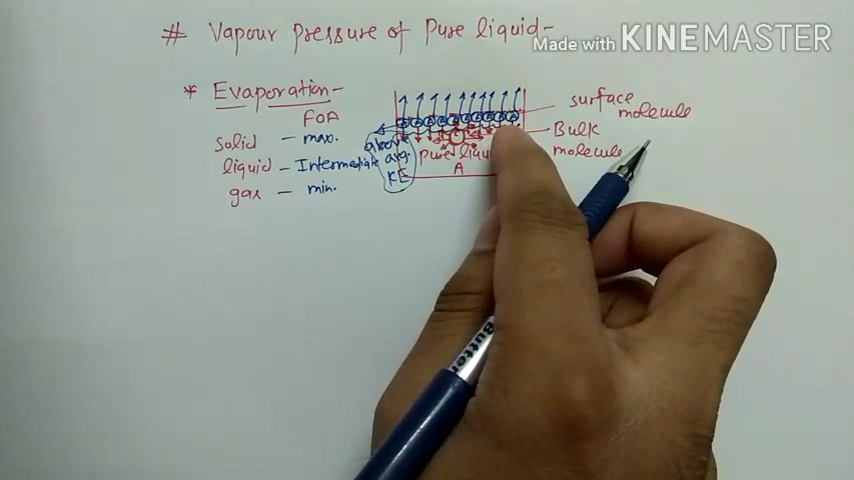 # Vapour pressure of Pure liquid-
Made with KINEMASTER
* Evaporation-
FOA
solid - max.
liquid - Intermediate
gas - min.
above
avg.
KE
Pure
A
surface
molecule
Bulk
molecule
Butter